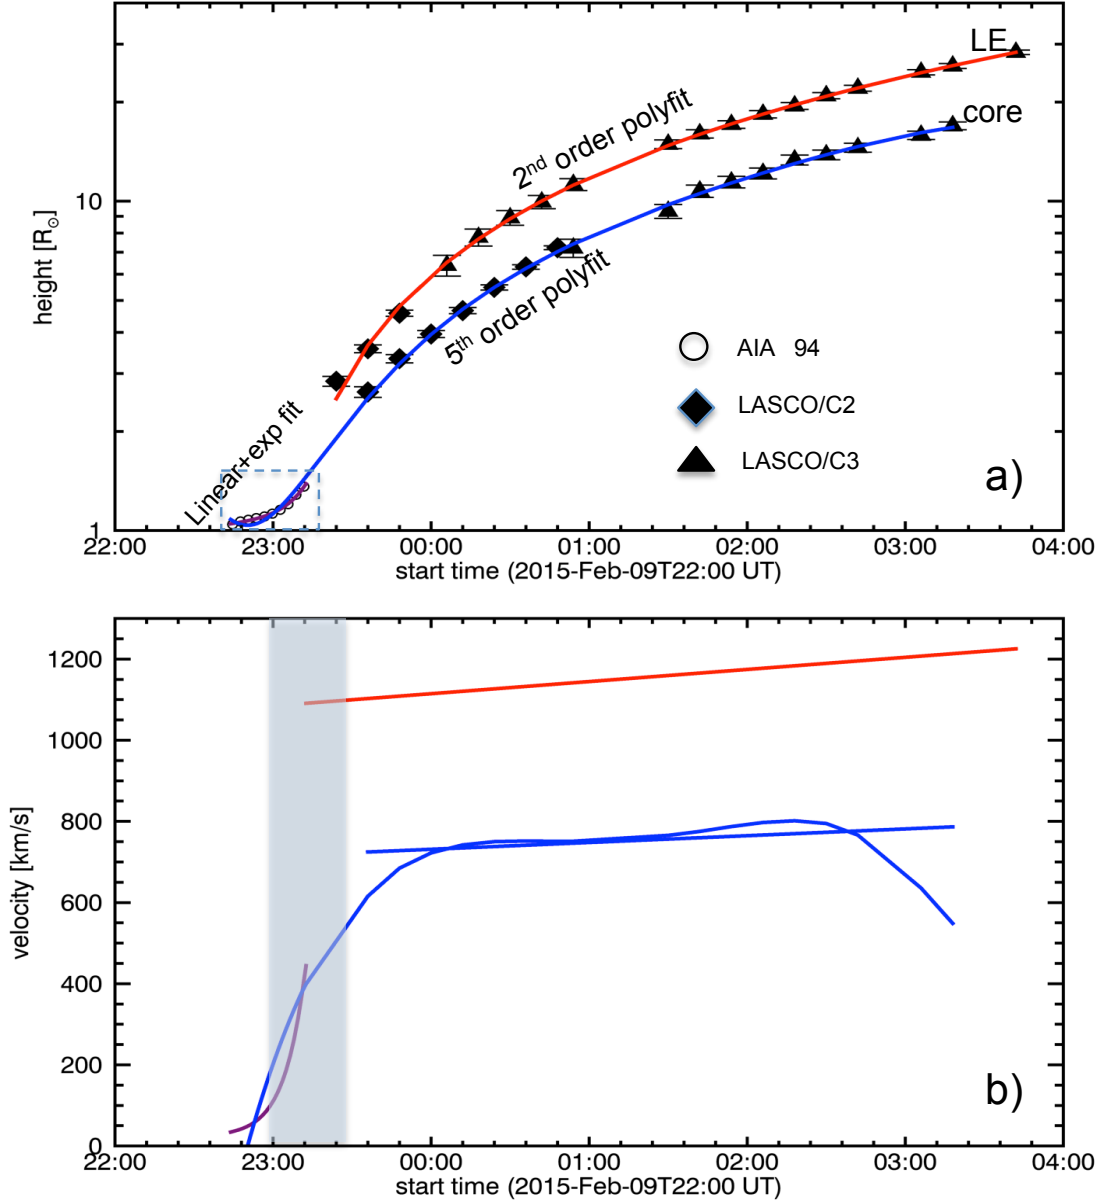 LE
core
2nd order polyfit
5th order polyfit
Linear+exp fit
10
1
height [R☉]
AIA 94
LASCO/C2
LASCO/C3
a)
22:00 23:00 00:00 01:00 02:00 03:00 04:00
start time (2015-Feb-09T22:00 UT)
1200
1000
800
600
400
200
0
velocity [km/s]
b)
22:00 23:00 00:00 01:00 02:00 03:00 04:00
start time (2015-Feb-09T22:00 UT)